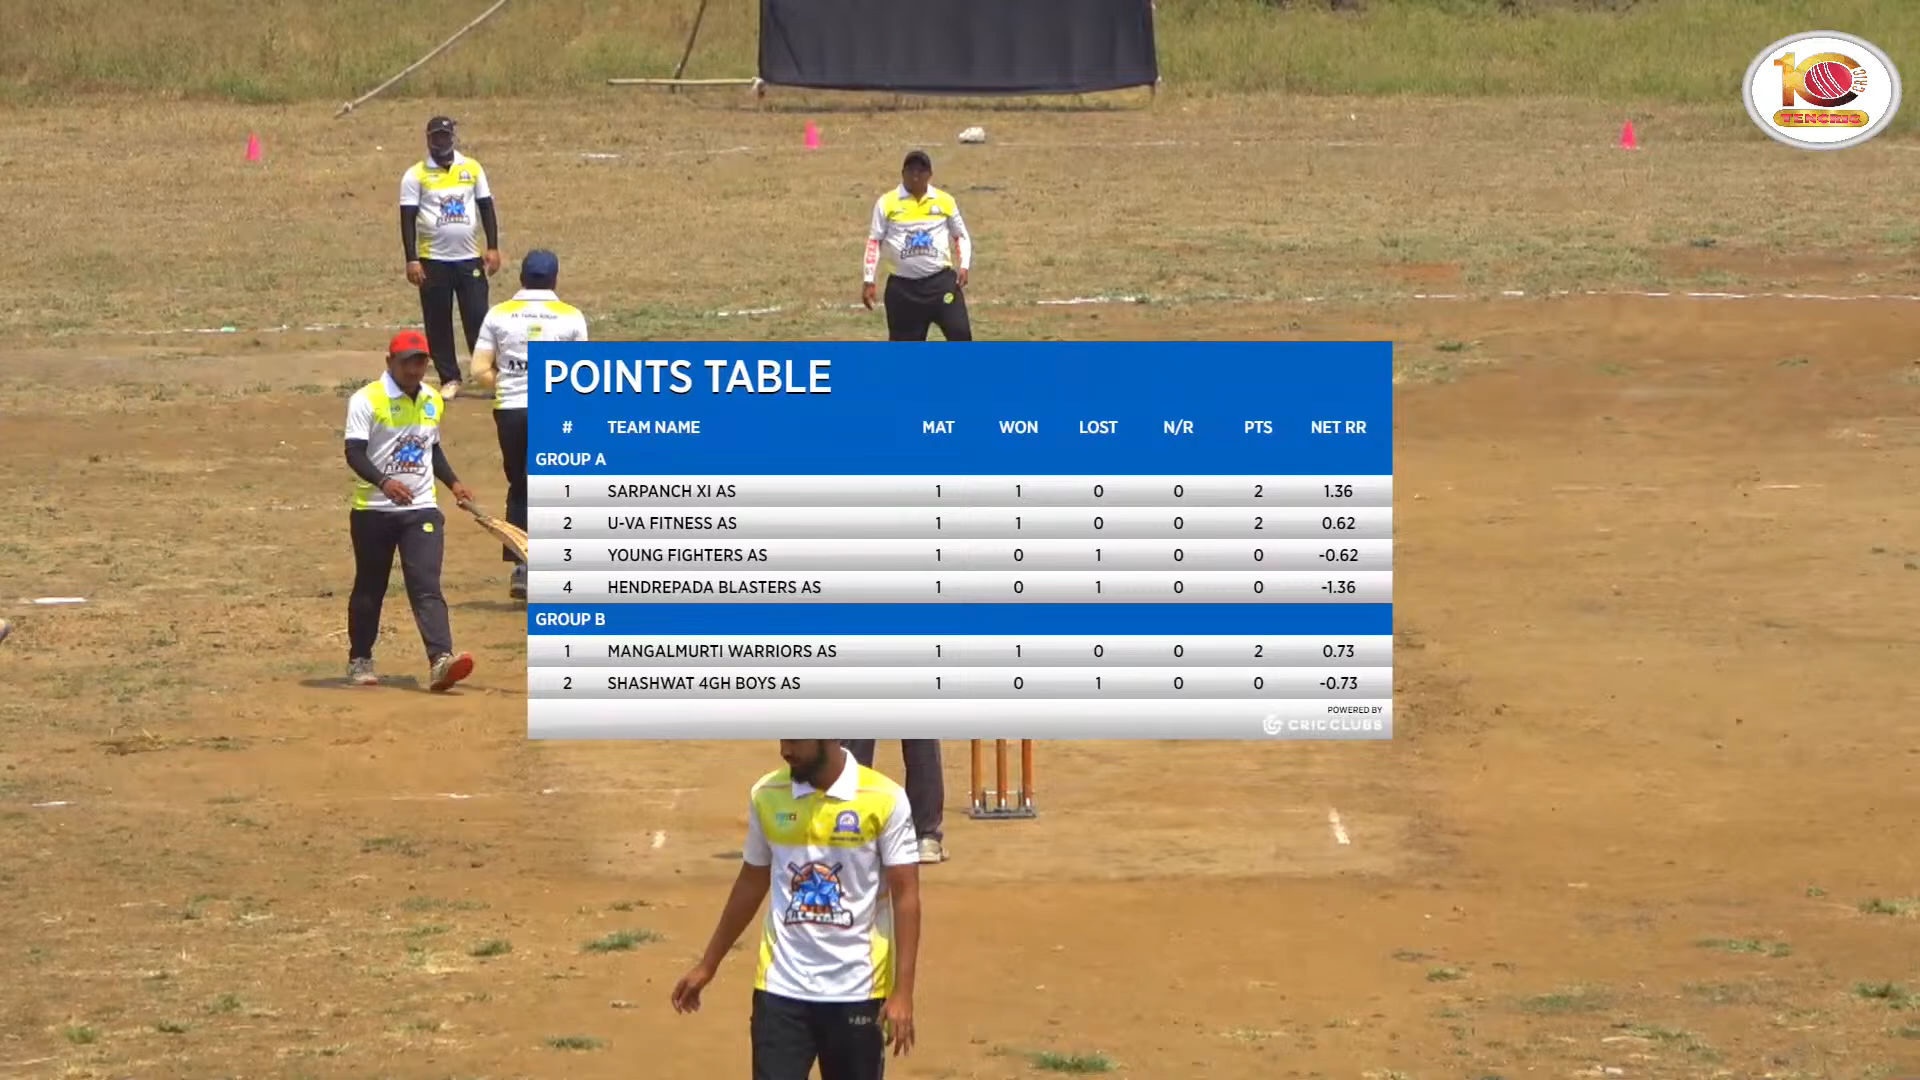 10
CRIC
TENCRIC
POINTS TABLE
# TEAM NAME MAT WON LOST N/R PTS NET RR
GROUP A
1 SARPANCH XI AS 1 1 0 0 2 1.36
2 U-VA FITNESS AS 1 1 0 0 2 0.62
3 YOUNG FIGHTERS AS 1 0 1 0 0 -0.62
4 HENDREPADA BLASTERS AS 1 0 1 0 0 -1.36
GROUP B
1 MANGALMURTI WARRIORS AS 1 1 0 0 2 0.73
2 SHASHWAT 4GH BOYS AS 1 0 1 0 0 -0.73
POWERED BY
CRICCLUBS